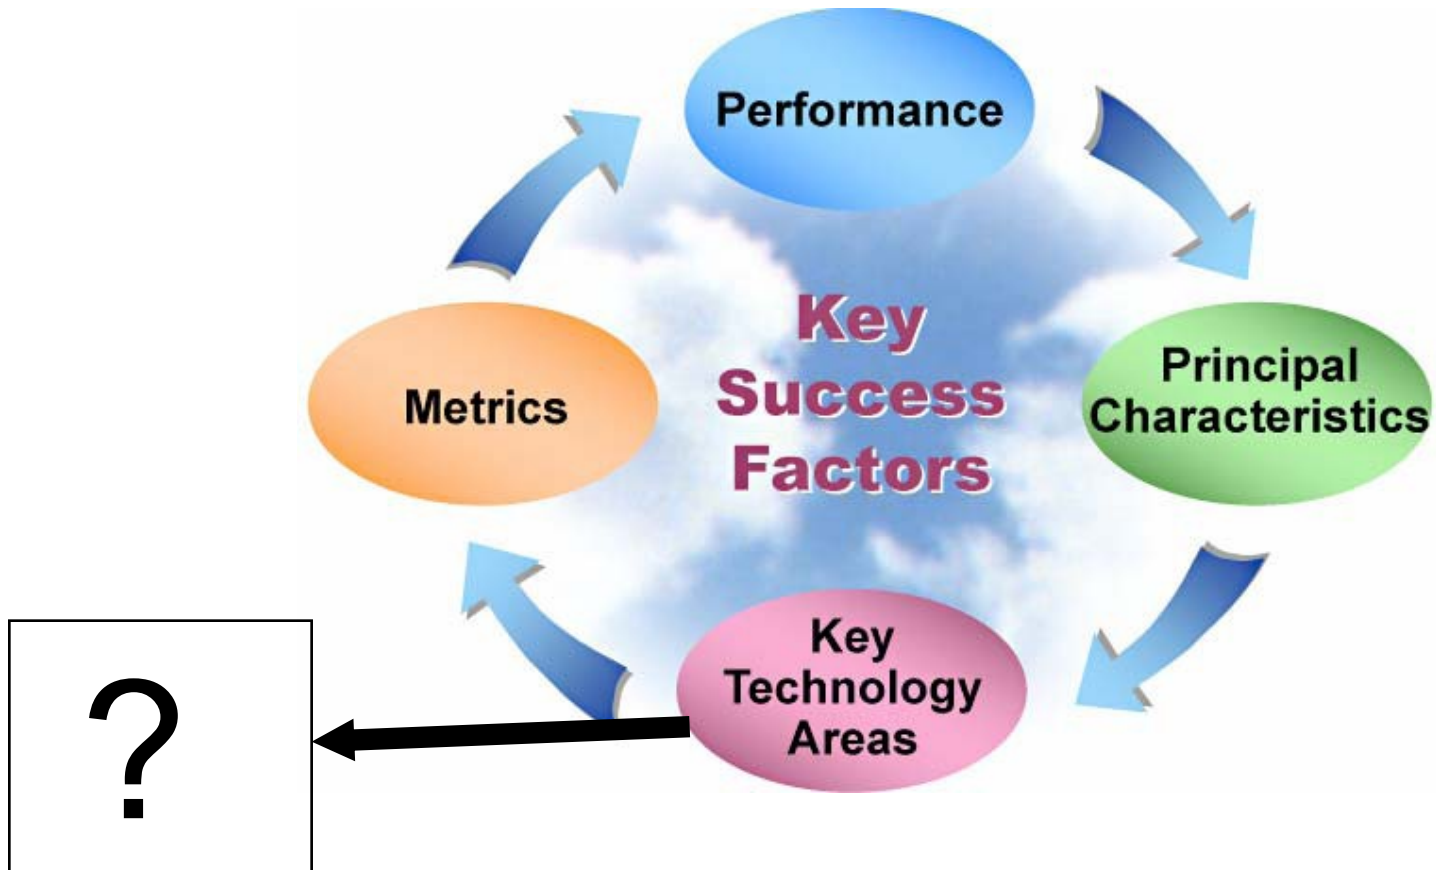 Performance
Key
Success
Factors
Principal
Characteristics
Metrics
Key
Technology
Areas
?